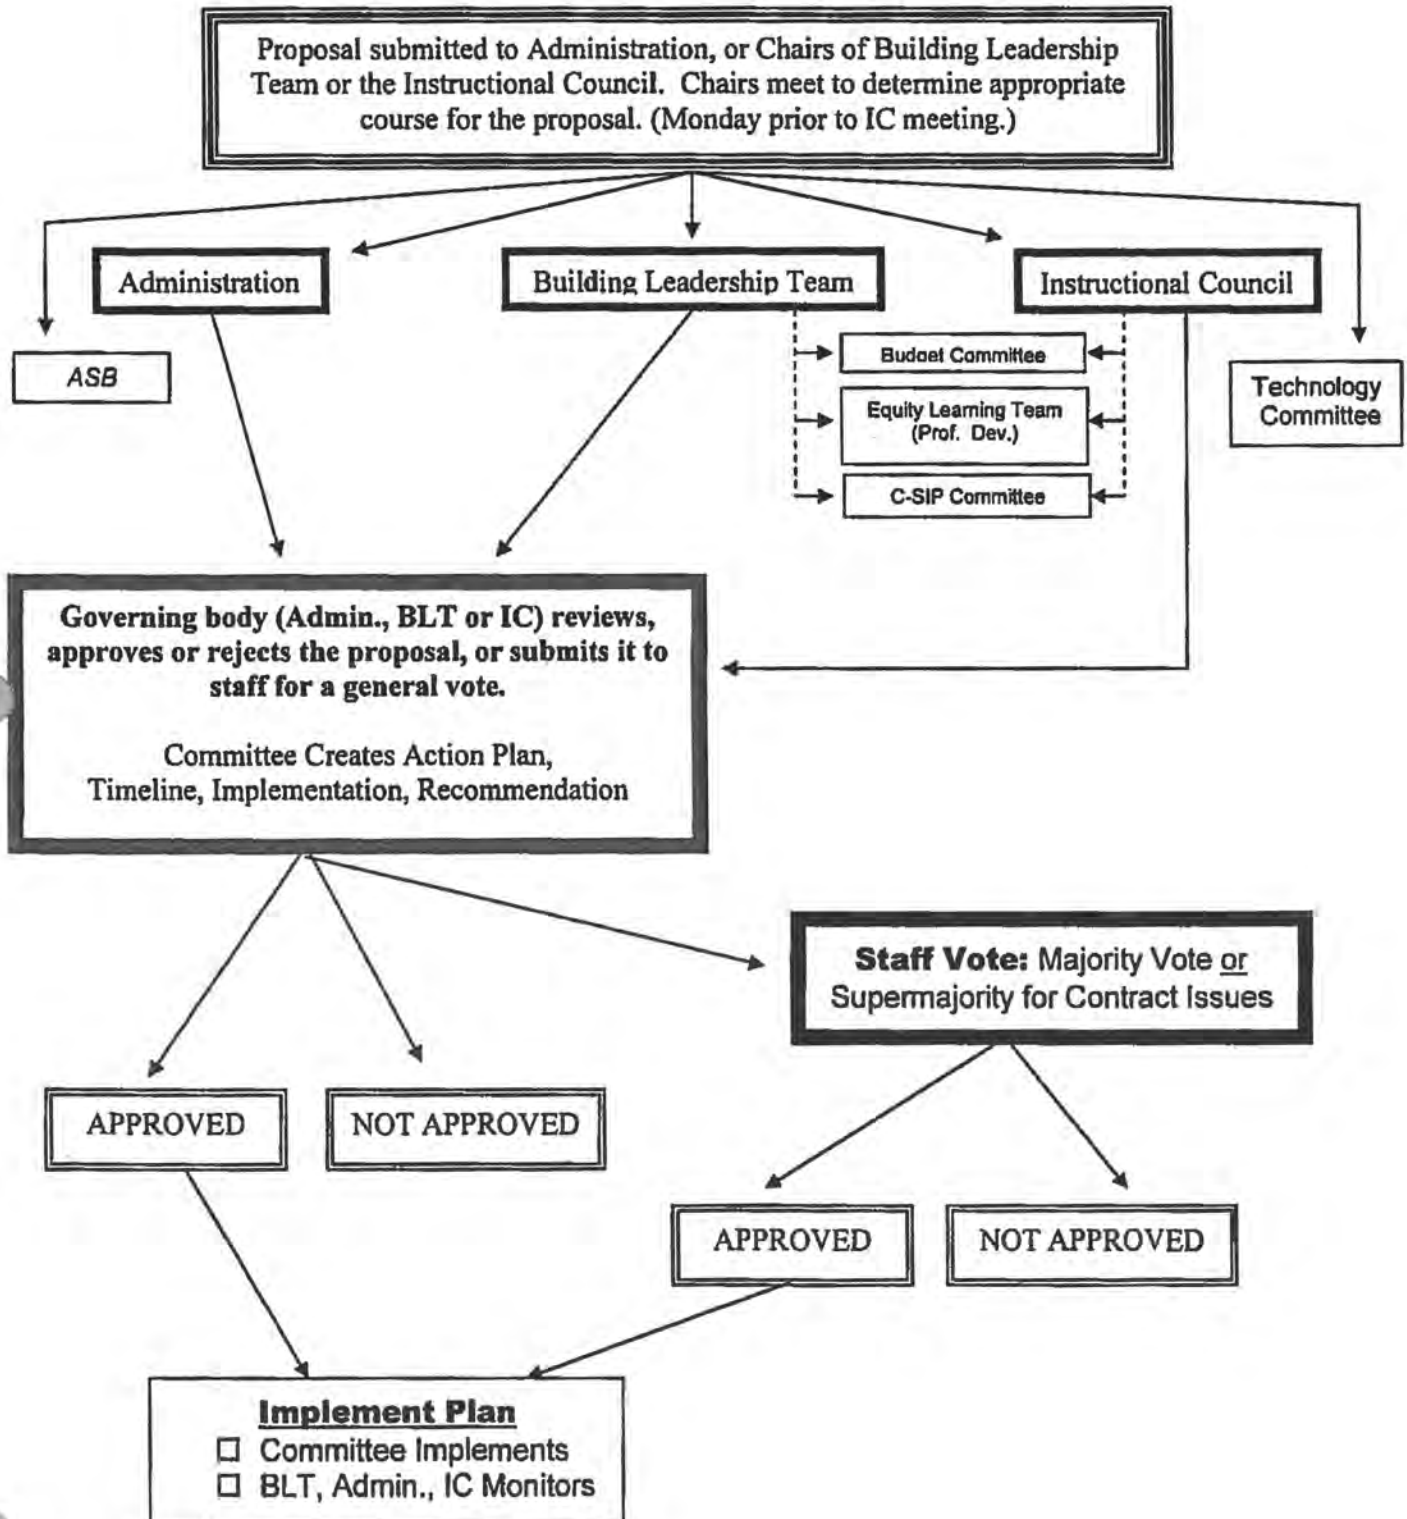 Proposal submitted to Administration, or Chairs of Building Leadership
Team or the Instructional Council. Chairs meet to determine appropriate
course for the proposal. (Monday prior to IC meeting.)
Administration
Building Leadership Team
Instructional Council
ASB
Budget Committee
Equity Learning Team
(Prof. Dev.)
C-SIP Committee
Technology
Committee
Governing body (Admin., BLT or IC) reviews,
approves or rejects the proposal, or submits it to
staff for a general vote.
Committee Creates Action Plan,
Timeline, Implementation, Recommendation
Staff Vote: Majority Vote or
Supermajority for Contract Issues
APPROVED
NOT APPROVED
APPROVED
NOT APPROVED
Implement Plan
☐ Committee Implements
☐ BLT, Admin., IC Monitors